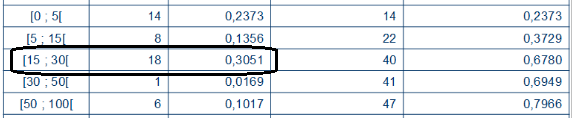 [0 ; 5[ 14 0,2373 14 0,2373
[5 ; 15[ 8 0,1356 22 0,3729
[15 ; 30[ 18 0,3051 40 0,6780
[30 ; 50[ 1 0,0169 41 0,6949
[50 ; 100[ 6 0,1017 47 0,7966